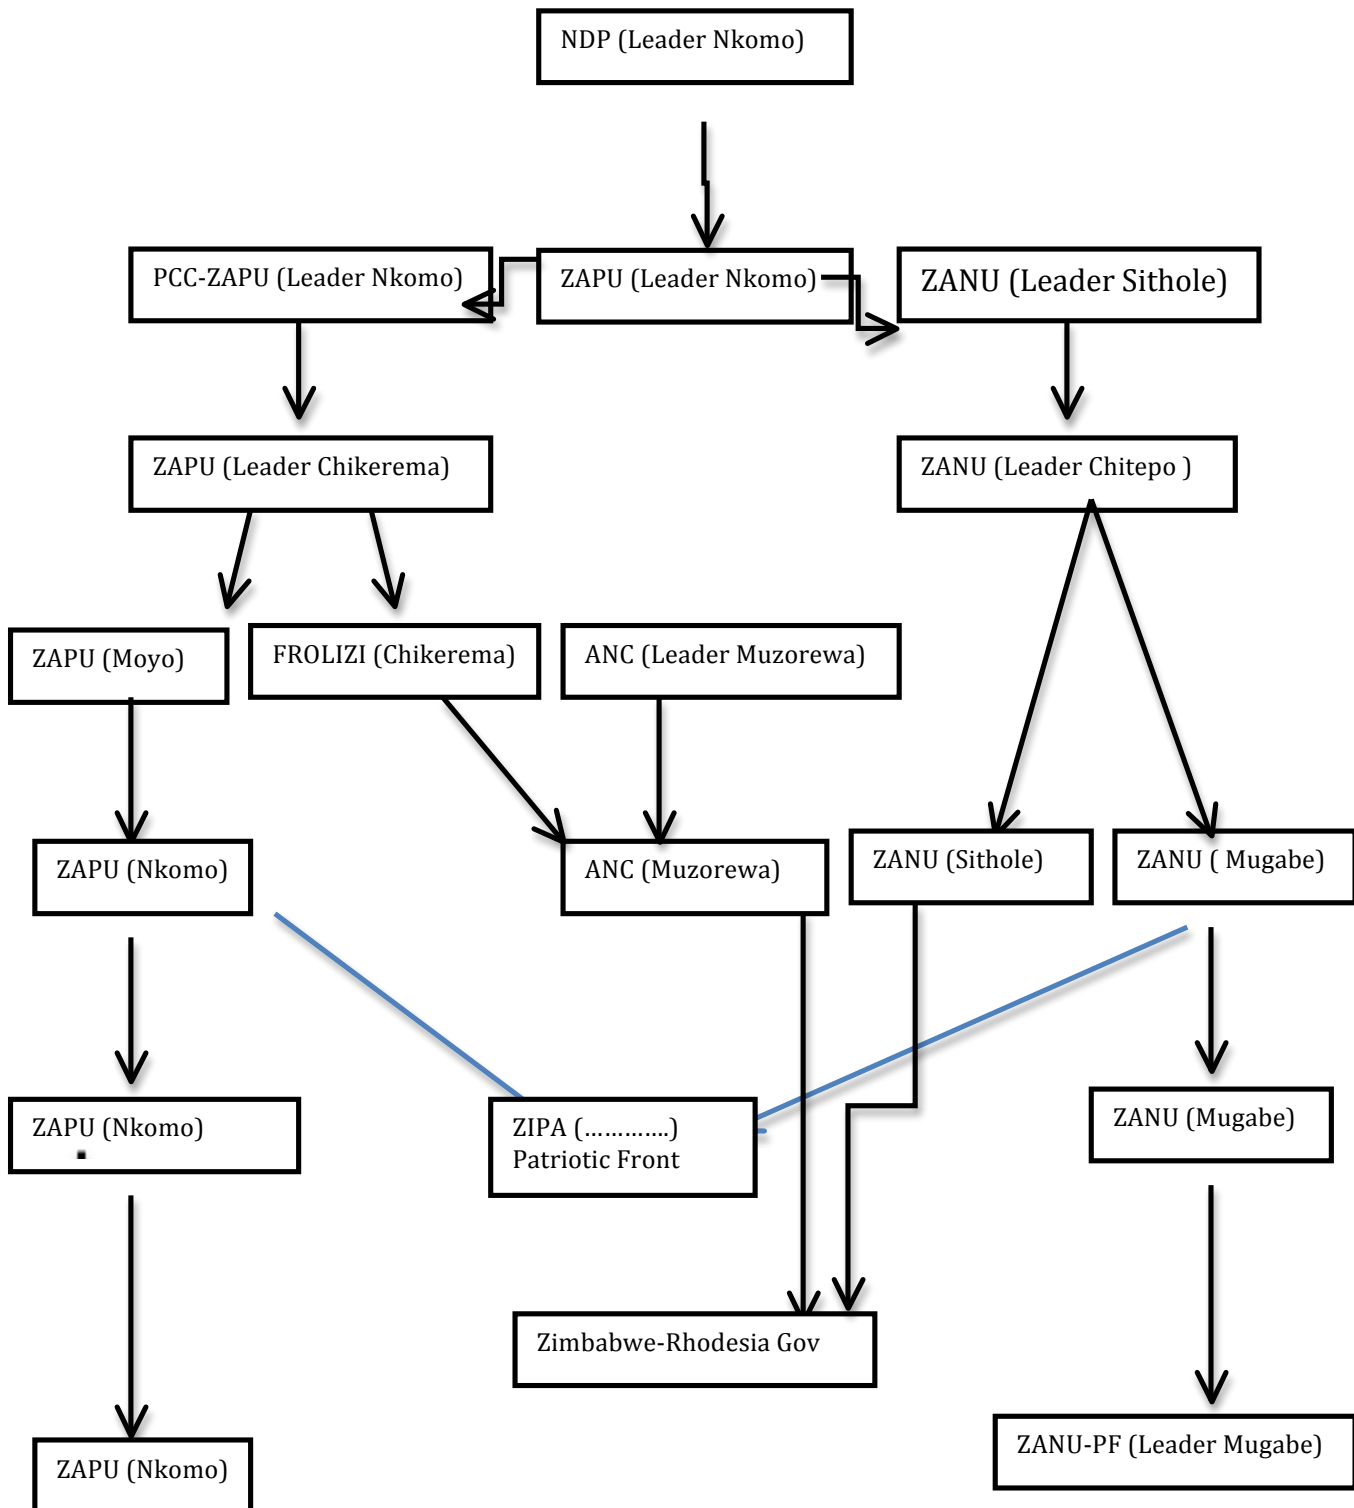 NDP (Leader Nkomo)
PCC-ZAPU (Leader Nkomo)
ZAPU (Leader Nkomo)
ZANU (Leader Sithole)
ZAPU (Leader Chikerema)
ZANU (Leader Chitepo )
ZAPU (Moyo)
FROLIZI (Chikerema)
ANC (Leader Muzorewa)
ZAPU (Nkomo)
ANC (Muzorewa)
ZANU (Sithole)
ZANU ( Mugabe)
ZAPU (Nkomo)
ZIPA (………….)
Patriotic Front
ZANU (Mugabe)
Zimbabwe-Rhodesia Gov
ZAPU (Nkomo)
ZANU-PF (Leader Mugabe)